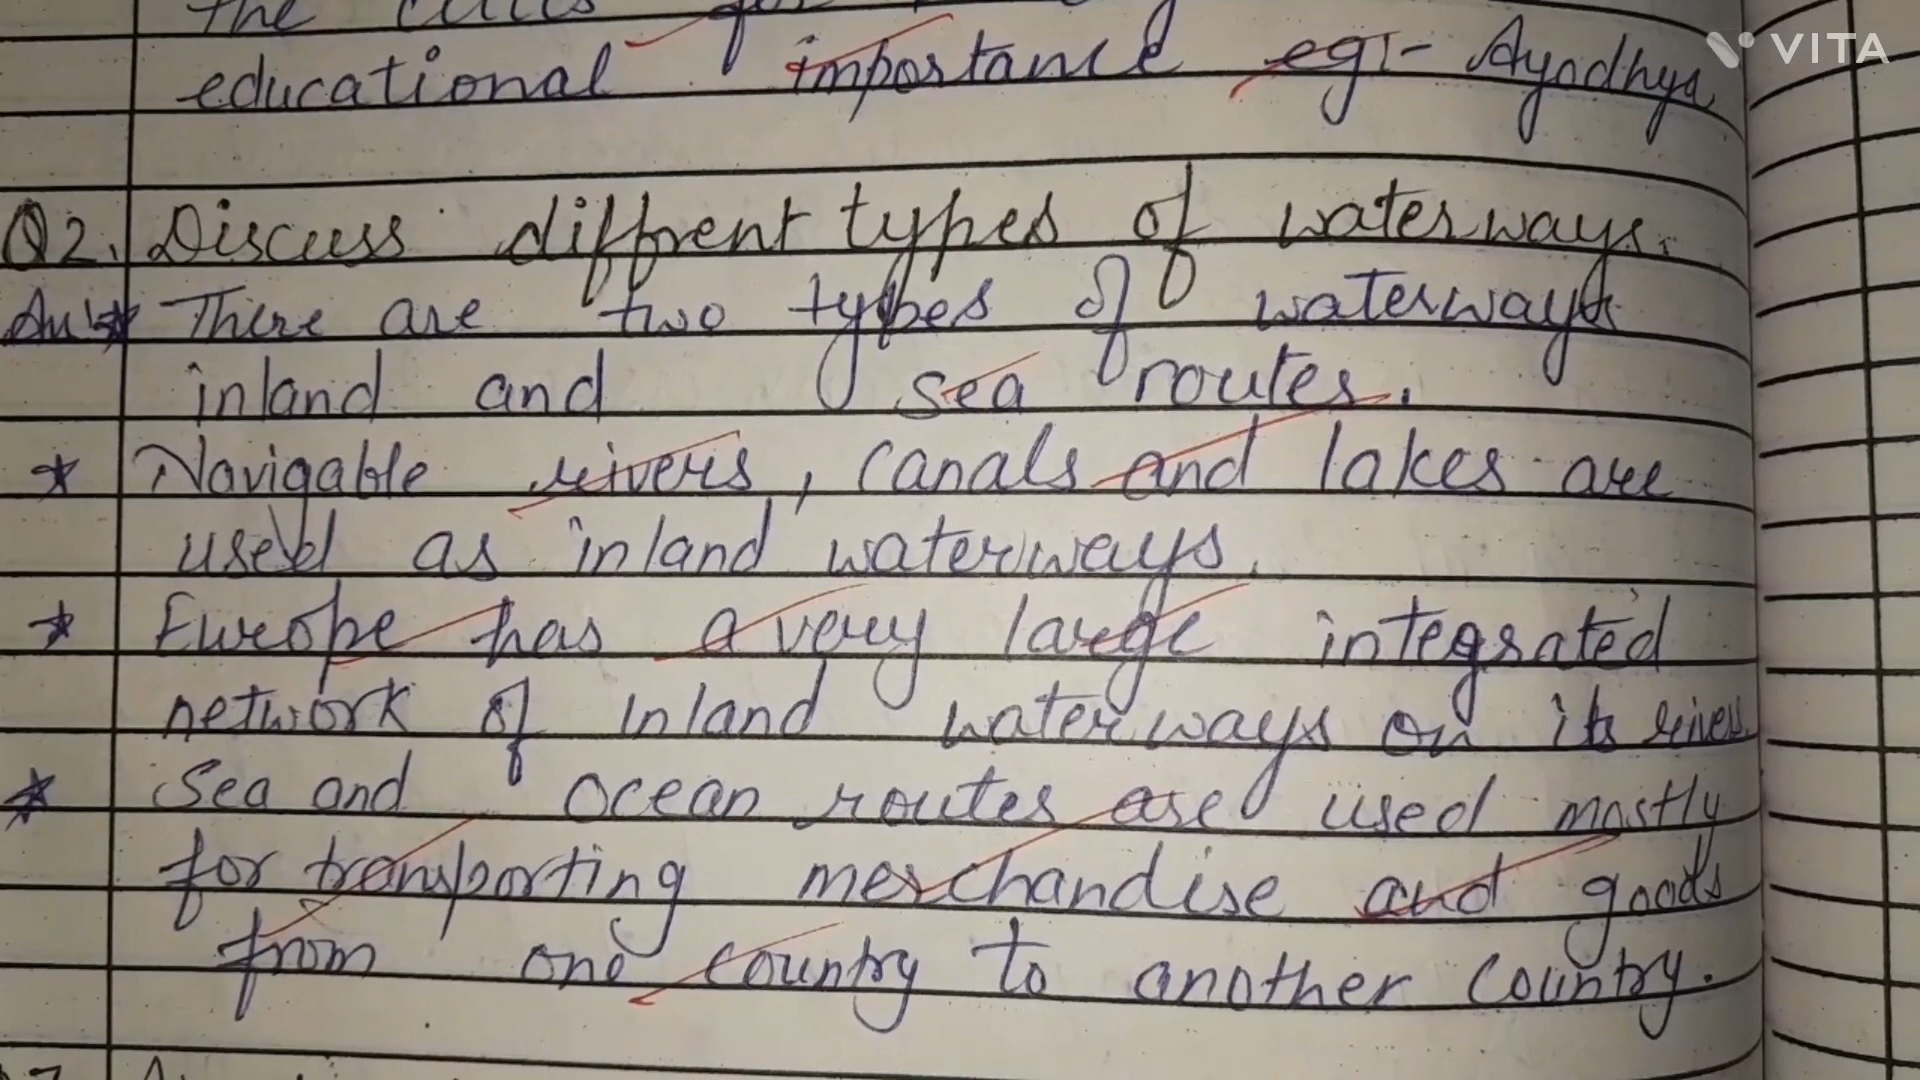 the cities
educational importance eg:- Ayodhya
VITA
Q2. Discuss diffrent types of waterways.
Ans There are two types of waterways
inland and sea routes.
★ Navigable rivers, canals and lakes are
used as inland waterways.
★ Europe has a very large integrated
network of inland waterways on its rivers
★ Sea and ocean routes are used mostly
for transporting merchandise and goods
from one country to another country.